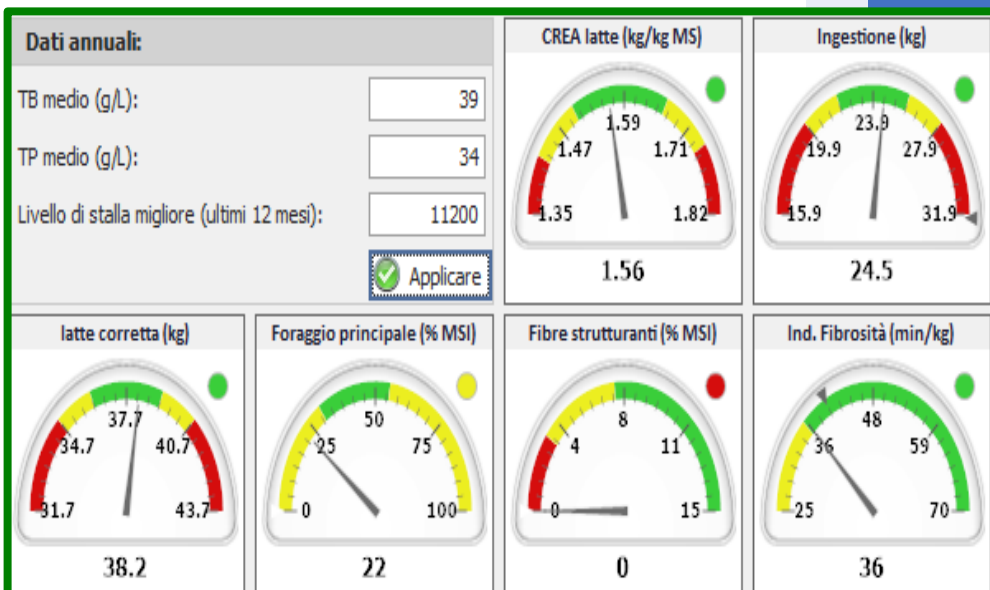 Dati annuali:
TB medio (g/L): 39
TP medio (g/L): 34
Livello di stalla migliore (ultimi 12 mesi): 11200
Applicare
CREA latte (kg/kg MS)
1.35 1.47 1.59 1.71 1.82
1.56
Ingestione (kg)
15.9 19.9 23.9 27.9 31.9
24.5
latte corretta (kg)
31.7 34.7 37.7 40.7 43.7
38.2
Foraggio principale (% MSI)
0 25 50 75 100
22
Fibre strutturanti (% MSI)
0 4 8 11 15
0
Ind. Fibrosità (min/kg)
25 36 48 59 70
36